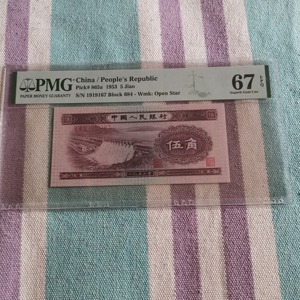 PMG
PAPER MONEY GUARANTY
China / People's Republic
Pick# 865a 1953 5 Jiao
S/N 1919167 Block 684 - Wmk: Open Star
67 EPQ
Superb Gem Unc
中國人民銀行
伍角